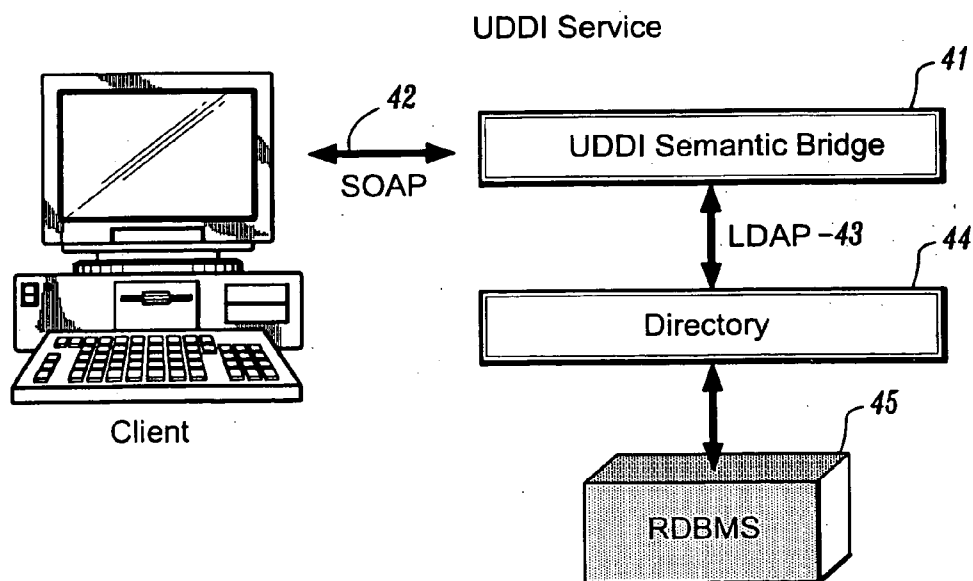 UDDI Service
41
42
UDDI Semantic Bridge
SOAP
LDAP -43
44
Directory
Client
45
RDBMS